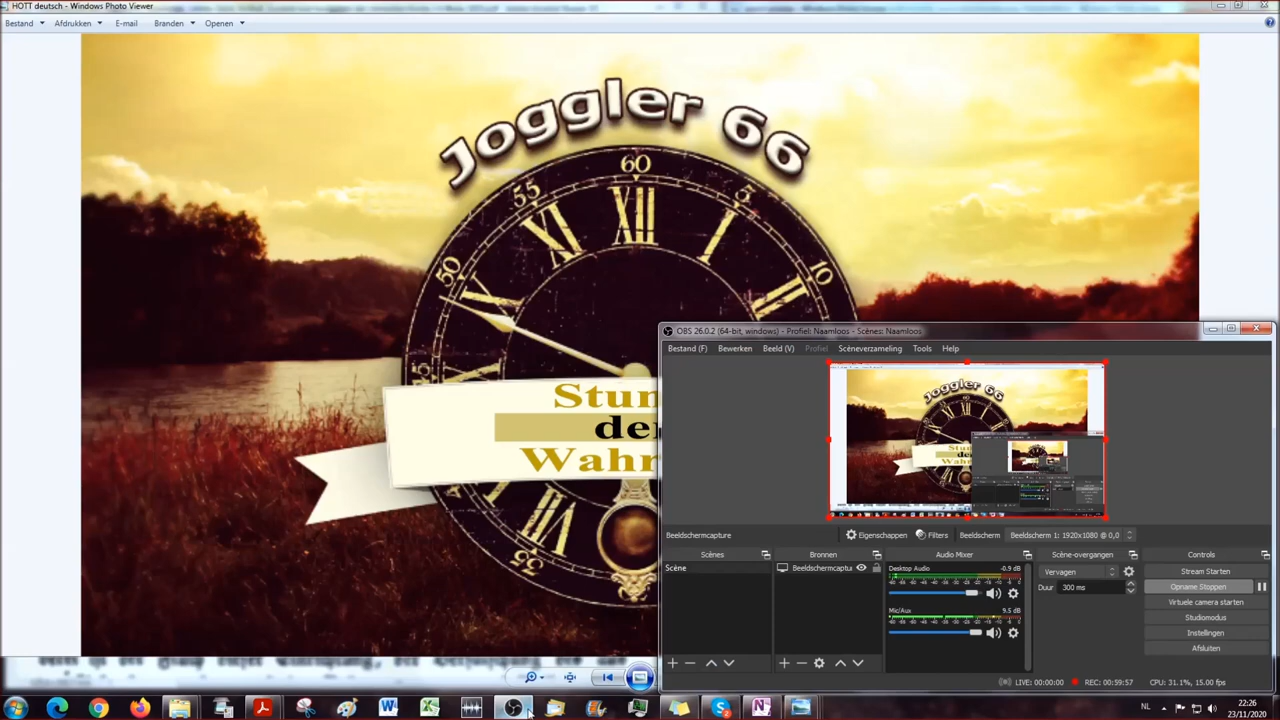 HOTT deutsch - Windows Photo Viewer
Bestand Afdrukken E-mail Branden Openen
Joggler 66
60
55 5
50 10
XII
XI I
Stun
de
Wahr
OBS 26.0.2 (64-bit, windows) - Profiel: Naamloos - Scènes: Naamloos
Bestand (F) Bewerken Beeld (V) Profiel Scèneverzameling Tools Help
Joggler 66
Beeldschermcapture Eigenschappen Filters Beeldscherm Beeldscherm 1: 1920x1080 @ 0,0
Scènes Bronnen Audio Mixer Scène-overgangen Controls
Scène Beeldschermcaptu Desktop Audio -0.9 dB Vervagen Stream Starten
Duur 300 ms Opname Stoppen
Virtuele camera starten
Mic/Aux 9.5 dB
Studiomodus
Instellingen
Afsluiten
LIVE: 00:00:00 REC: 00:59:57 CPU: 31.1%, 15.00 fps
NL 22:26
23/11/2020